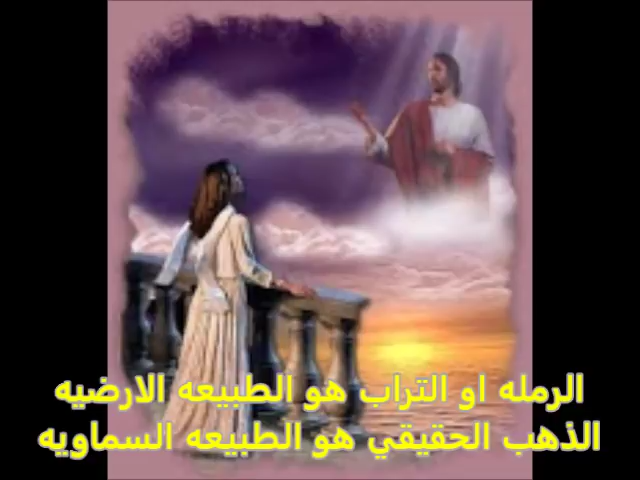 الرمله او التراب هو الطبيعه الارضيه
الذهب الحقيقي هو الطبيعه السماويه